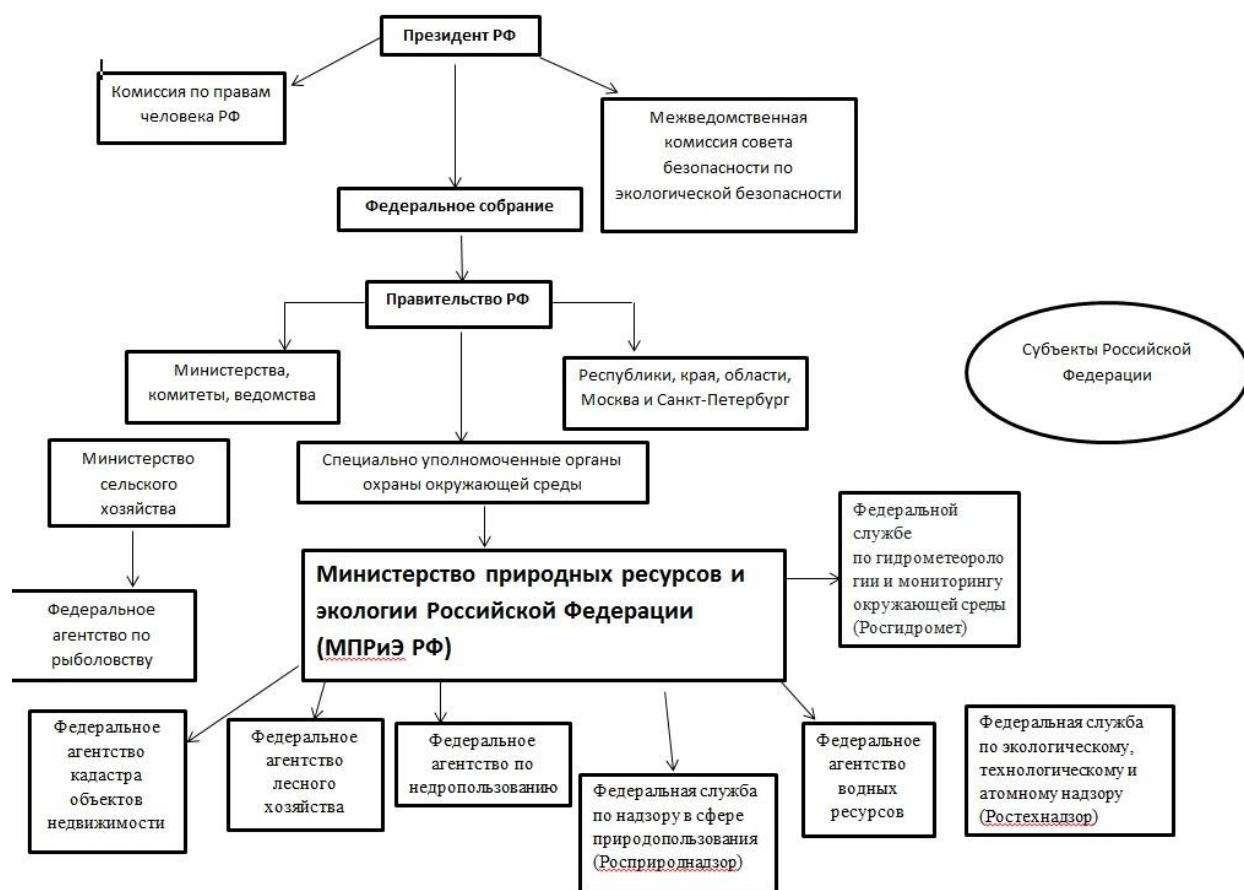 Президент РФ
Комиссия по правам
человека РФ
Межведомственная
комиссия совета
безопасности по
экологической безопасности
Федеральное собрание
Правительство РФ
Министерства,
комитеты, ведомства
Республики, края, области,
Москва и Санкт-Петербург
Субъекты Российской
Федерации
Министерство
сельского
хозяйства
Специально уполномоченные органы
охраны окружающей среды
Федеральной
службе
по гидрометеороло
гии и мониторингу
окружающей среды
(Росгидромет)
Министерство природных ресурсов и
экологии Российской Федерации
(МПРиЭ РФ)
Федеральное
агентство по
рыболовству
Федеральное
агентство
кадастра
объектов
недвижимости
Федеральное
агентство
лесного
хозяйства
Федеральное
агентство по
недропользованию
Федеральная служба
по надзору в сфере
природопользования
(Росприроднадзор)
Федеральное
агентство
водных
ресурсов
Федеральная служба
по экологическому,
технологическому и
атомному надзору
(Ростехнадзор)